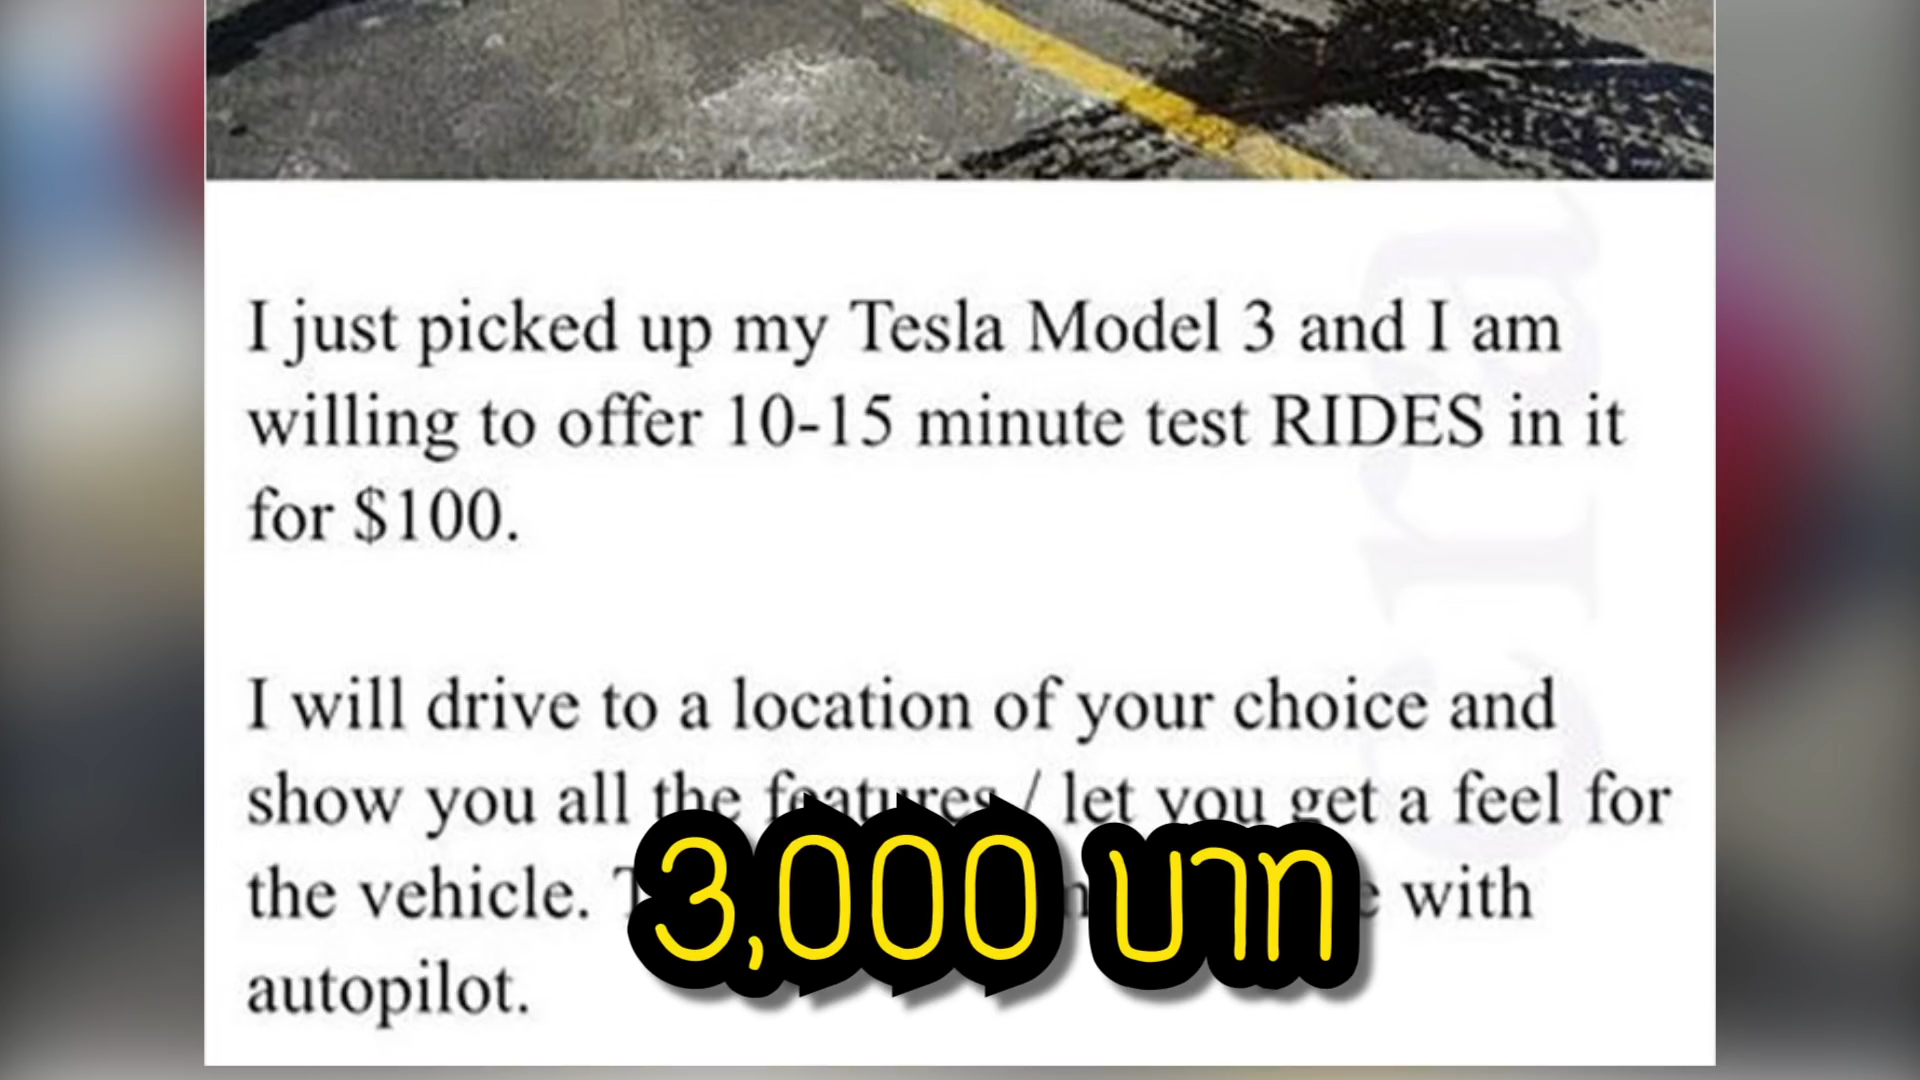 I just picked up my Tesla Model 3 and I am
willing to offer 10-15 minute test RIDES in it
for $100.
I will drive to a location of your choice and
show you all the features / let you get a feel for
the vehicle. with
autopilot.
3,000 บาท